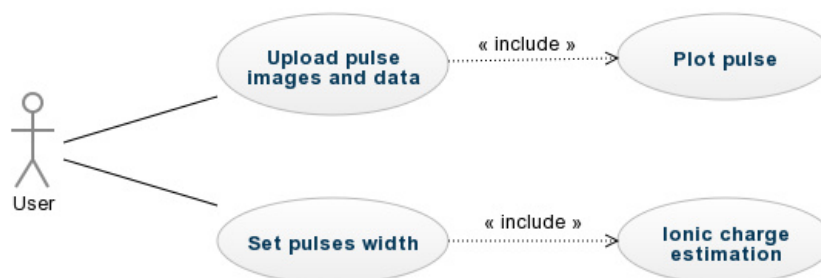 Upload pulse
images and data
« include »
Plot pulse
User
Set pulses width
« include »
Ionic charge
estimation